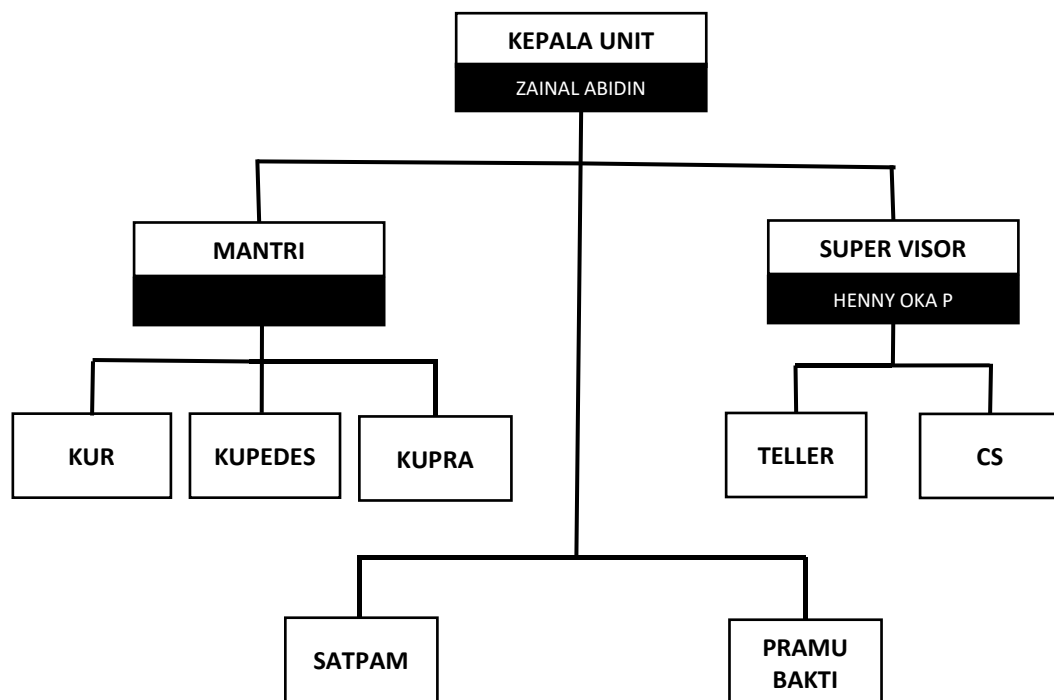 KEPALA UNIT
ZAINAL ABIDIN
MANTRI
SUPER VISOR
HENNY OKA P
KUR
KUPEDES
KUPRA
TELLER
CS
SATPAM
PRAMU
BAKTI